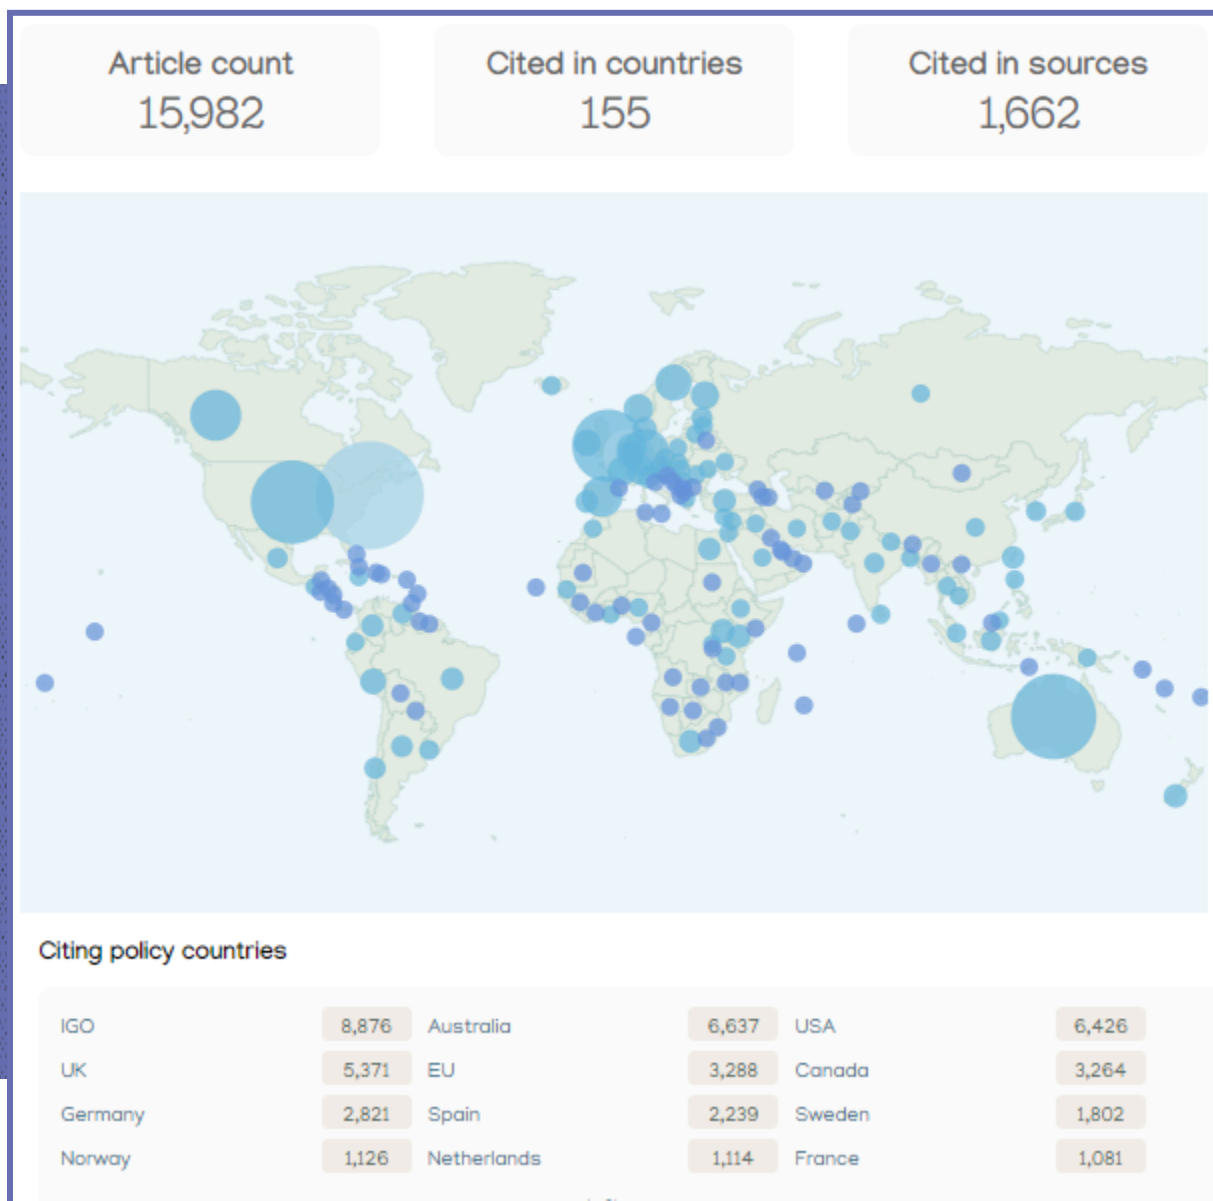 Article count
15,982
Cited in countries
155
Cited in sources
1,662
Citing policy countries
IGO 8,876 Australia 6,637 USA 6,426
UK 5,371 EU 3,288 Canada 3,264
Germany 2,821 Spain 2,239 Sweden 1,802
Norway 1,126 Netherlands 1,114 France 1,081